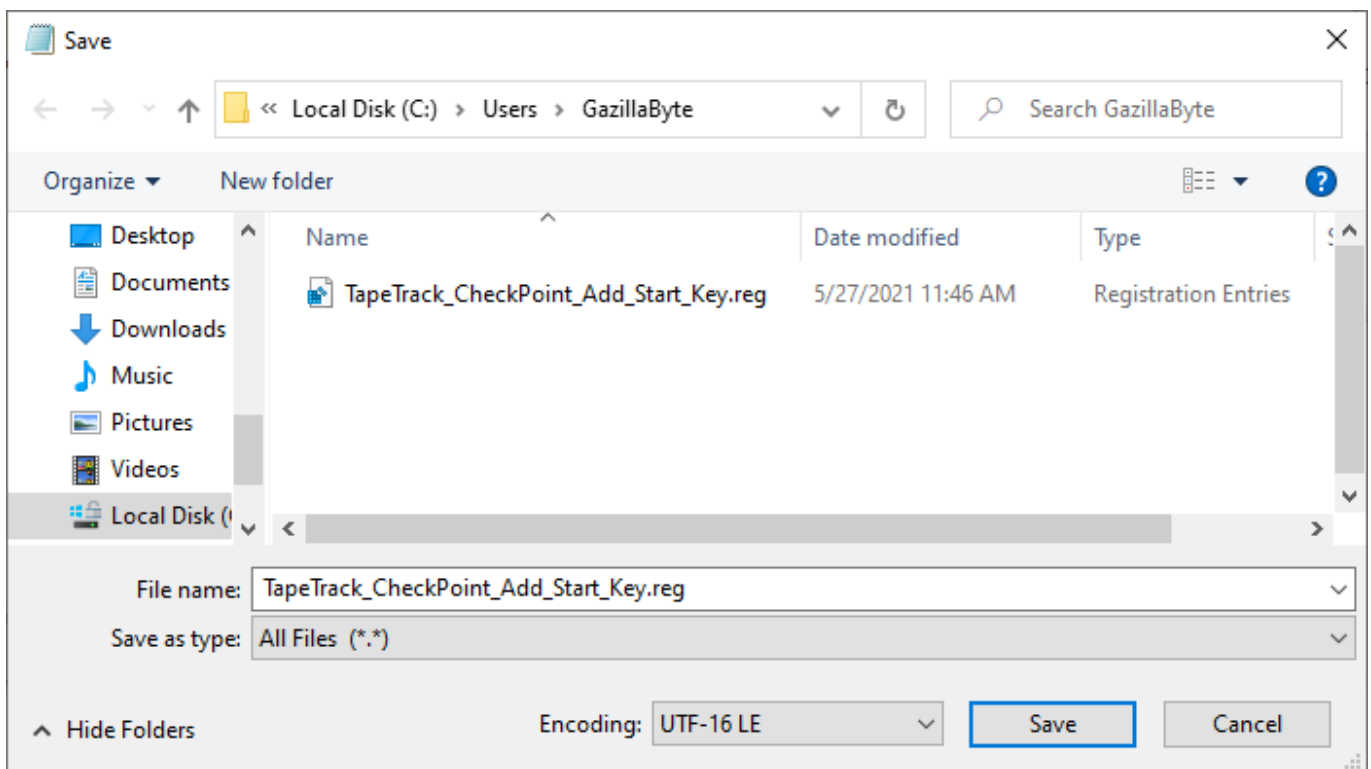 Save
« Local Disk (C:) > Users > GazillaByte
Search GazillaByte
Organize
New folder
Desktop
Documents
Downloads
Music
Pictures
Videos
Local Disk (
Name Date modified Type
TapeTrack_CheckPoint_Add_Start_Key.reg 5/27/2021 11:46 AM Registration Entries
File name: TapeTrack_CheckPoint_Add_Start_Key.reg
Save as type: All Files (*.*)
Hide Folders
Encoding: UTF-16 LE
Save
Cancel